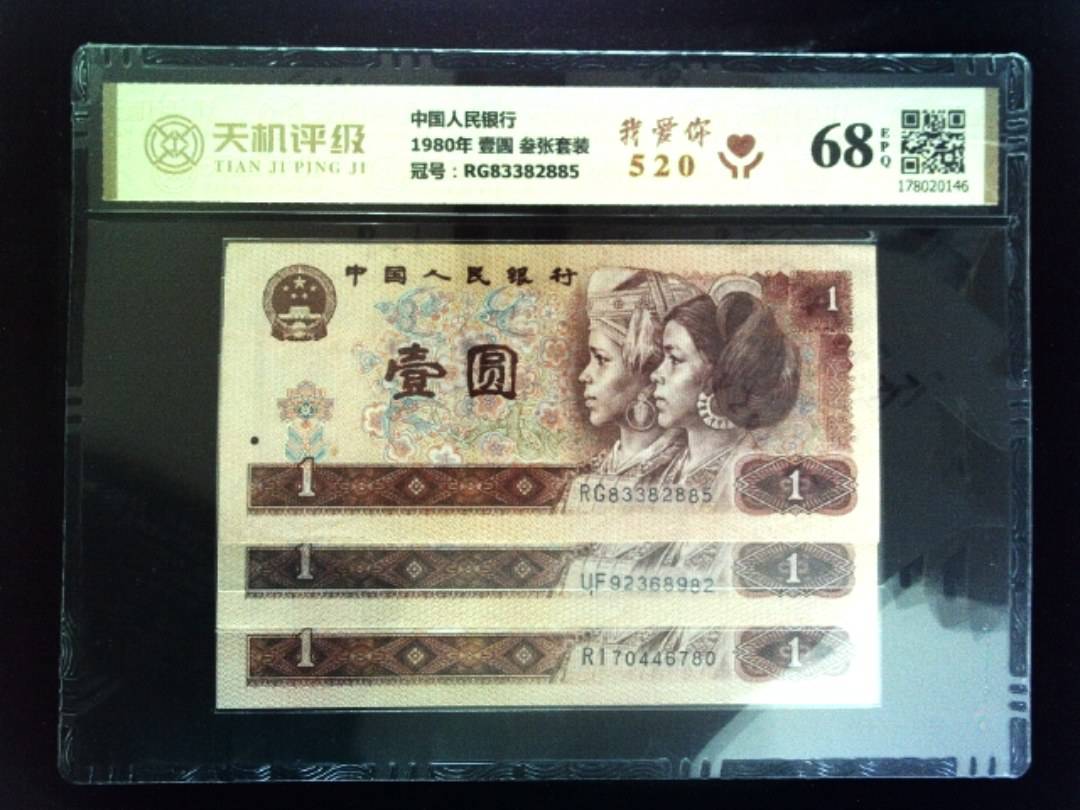 天机评级
TIAN JI PING JI
中国人民银行
1980年 壹圆 叁张套装
冠号：RG83382885
我爱你
520
68
EPQ
178020146
中国人民银行
1
壹圆
1
RG83382885
1
1
UF92368982
1
1
RI70446780
1